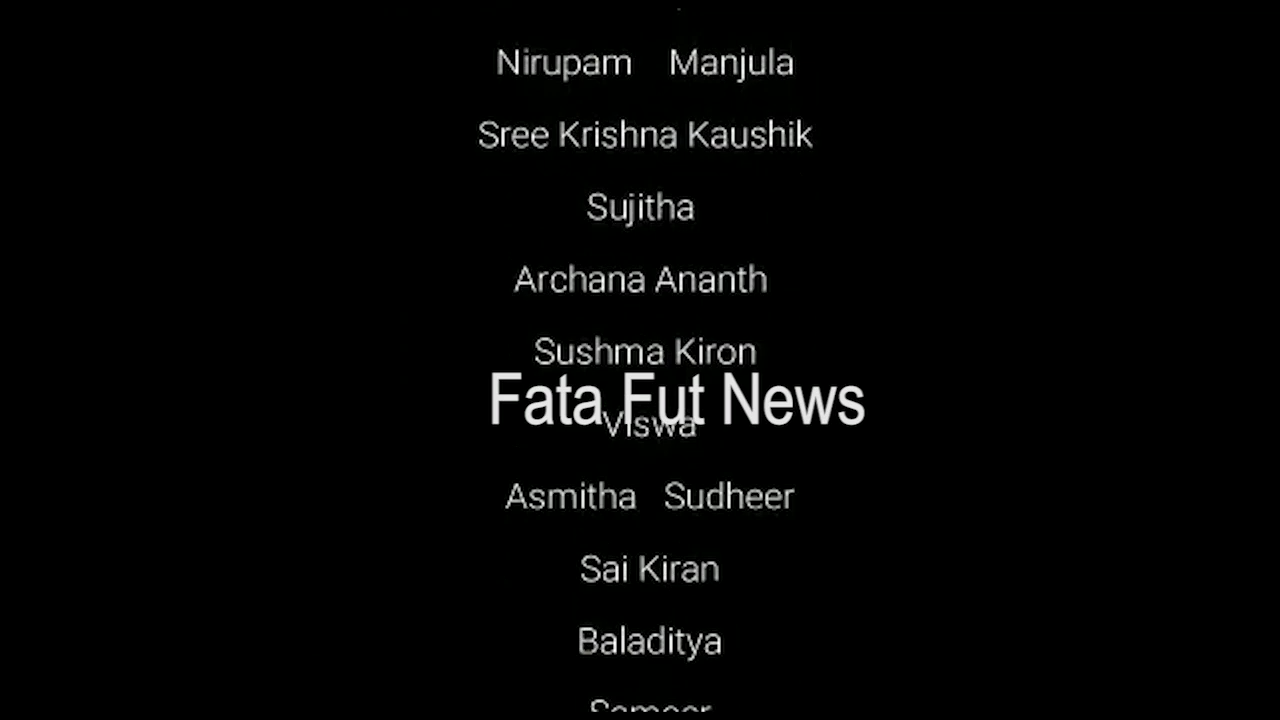 Nirupam Manjula
Sree Krishna Kaushik
Sujitha
Archana Ananth
Sushma Kiron
Fata Fut News
Viswa
Asmitha Sudheer
Sai Kiran
Baladitya